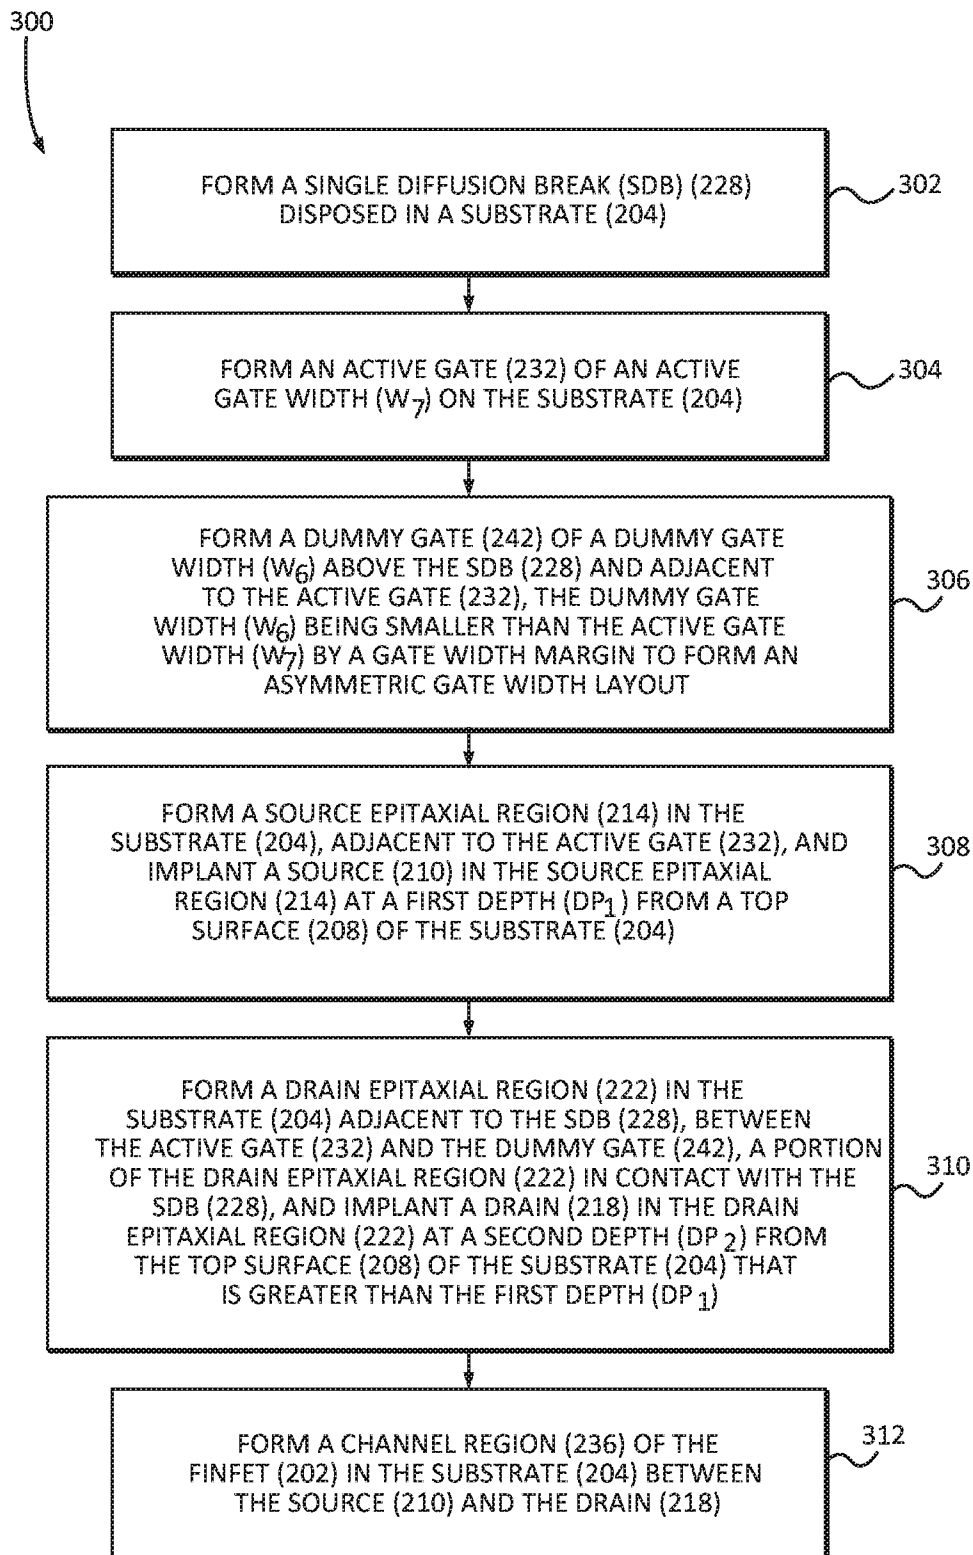 300
FORM A SINGLE DIFFUSION BREAK (SDB) (228)
DISPOSED IN A SUBSTRATE (204)
302
FORM AN ACTIVE GATE (232) OF AN ACTIVE
GATE WIDTH (W7) ON THE SUBSTRATE (204)
304
FORM A DUMMY GATE (242) OF A DUMMY GATE
WIDTH (W6) ABOVE THE SDB (228) AND ADJACENT
TO THE ACTIVE GATE (232), THE DUMMY GATE
WIDTH (W6) BEING SMALLER THAN THE ACTIVE GATE
WIDTH (W7) BY A GATE WIDTH MARGIN TO FORM AN
ASYMMETRIC GATE WIDTH LAYOUT
306
FORM A SOURCE EPITAXIAL REGION (214) IN THE
SUBSTRATE (204), ADJACENT TO THE ACTIVE GATE (232), AND
IMPLANT A SOURCE (210) IN THE SOURCE EPITAXIAL
REGION (214) AT A FIRST DEPTH (DP1) FROM A TOP
SURFACE (208) OF THE SUBSTRATE (204)
308
FORM A DRAIN EPITAXIAL REGION (222) IN THE
SUBSTRATE (204) ADJACENT TO THE SDB (228), BETWEEN
THE ACTIVE GATE (232) AND THE DUMMY GATE (242), A PORTION
OF THE DRAIN EPITAXIAL REGION (222) IN CONTACT WITH THE
SDB (228), AND IMPLANT A DRAIN (218) IN THE DRAIN
EPITAXIAL REGION (222) AT A SECOND DEPTH (DP2) FROM
THE TOP SURFACE (208) OF THE SUBSTRATE (204) THAT
IS GREATER THAN THE FIRST DEPTH (DP1)
310
FORM A CHANNEL REGION (236) OF THE
FINFET (202) IN THE SUBSTRATE (204) BETWEEN
THE SOURCE (210) AND THE DRAIN (218)
312